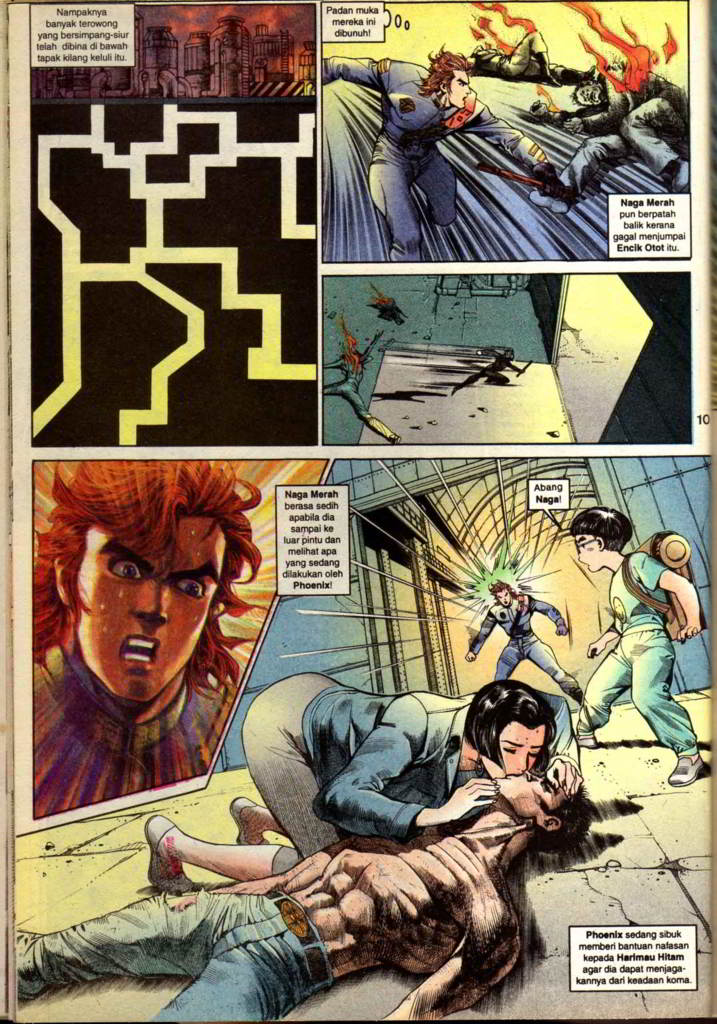 Nampaknya
banyak terowong
yang bersimpang-siur
telah dibina di bawah
tapak kilang keluli itu.
Padan muka
mereka ini
dibunuh!
Naga Merah
pun berpatah
balik kerana
gagal menjumpai
Encik Otot itu.
10
Naga Merah
berasa sedih
apabila dia
sampai ke
luar pintu dan
melihat apa
yang sedang
dilakukan oleh
Phoenix!
Abang
Naga!
Phoenix sedang sibuk
memberi bantuan nafasan
kepada Harimau Hitam
agar dia dapat menjaga-
kannya dari keadaan koma.